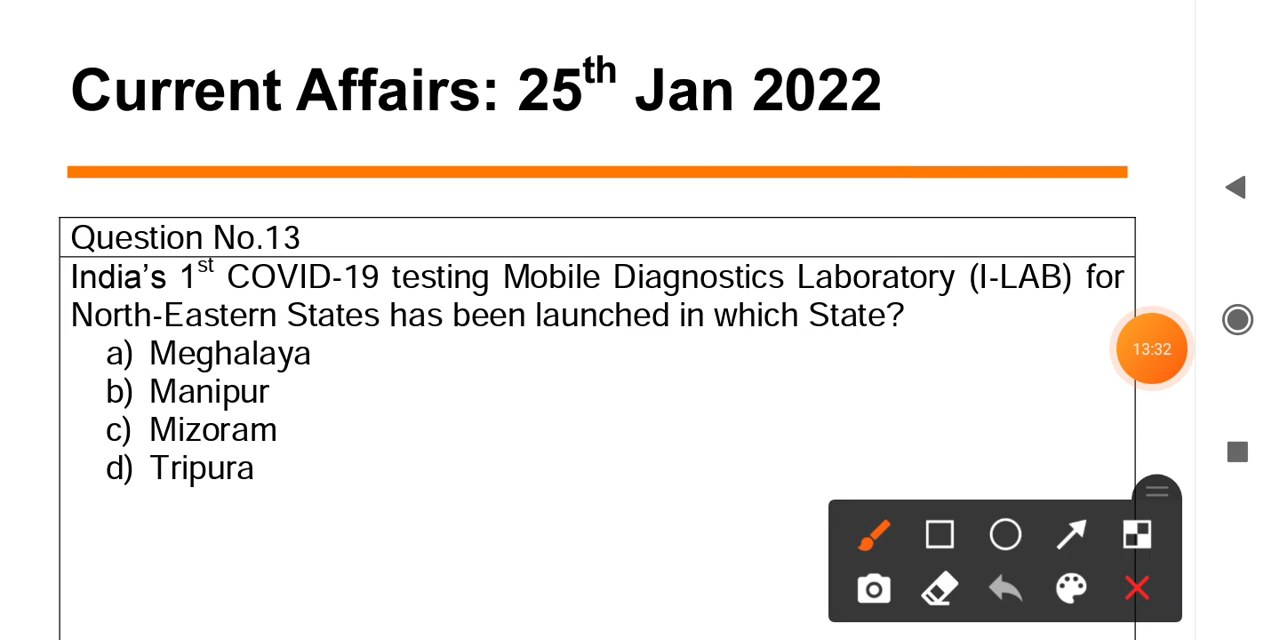 Current Affairs: 25th Jan 2022
Question No.13
India’s 1st COVID-19 testing Mobile Diagnostics Laboratory (I-LAB) for
North-Eastern States has been launched in which State?
a) Meghalaya
b) Manipur
c) Mizoram
d) Tripura
13:32